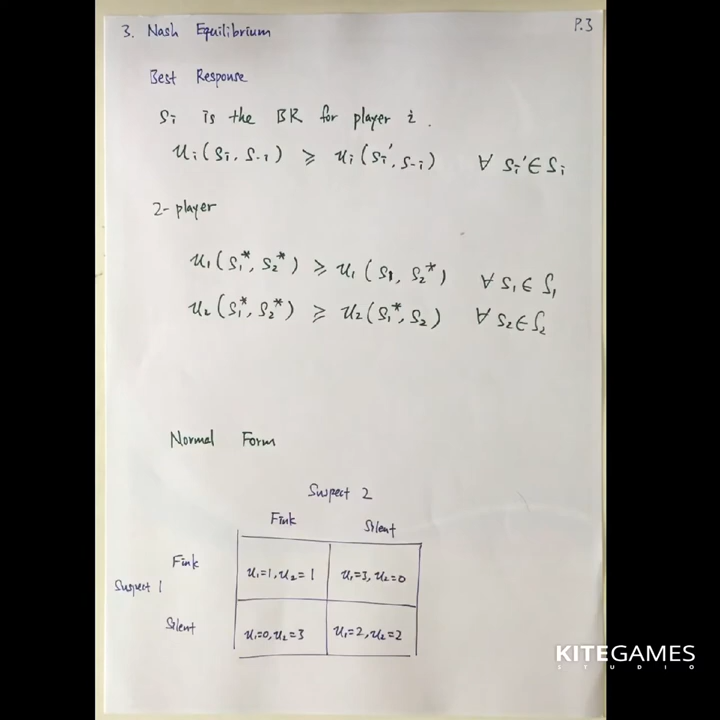 3. Nash Equilibrium
P.3
Best Response
Si is the BR for player i.
ui(si, s-i) ≥ ui(si', s-i) ∀ si' ∈ Si
2-player
u1(s1*, s2*) ≥ u1(s1, s2*) ∀ s1 ∈ S1
u2(s1*, s2*) ≥ u2(s1*, s2) ∀ s2 ∈ S2
Normal Form
Suspect 2
Fink Silent
Fink u1=1, u2=1 u1=3, u2=0
Suspect 1
Silent u1=0, u2=3 u1=2, u2=2
KITEGAMES
STUDIO